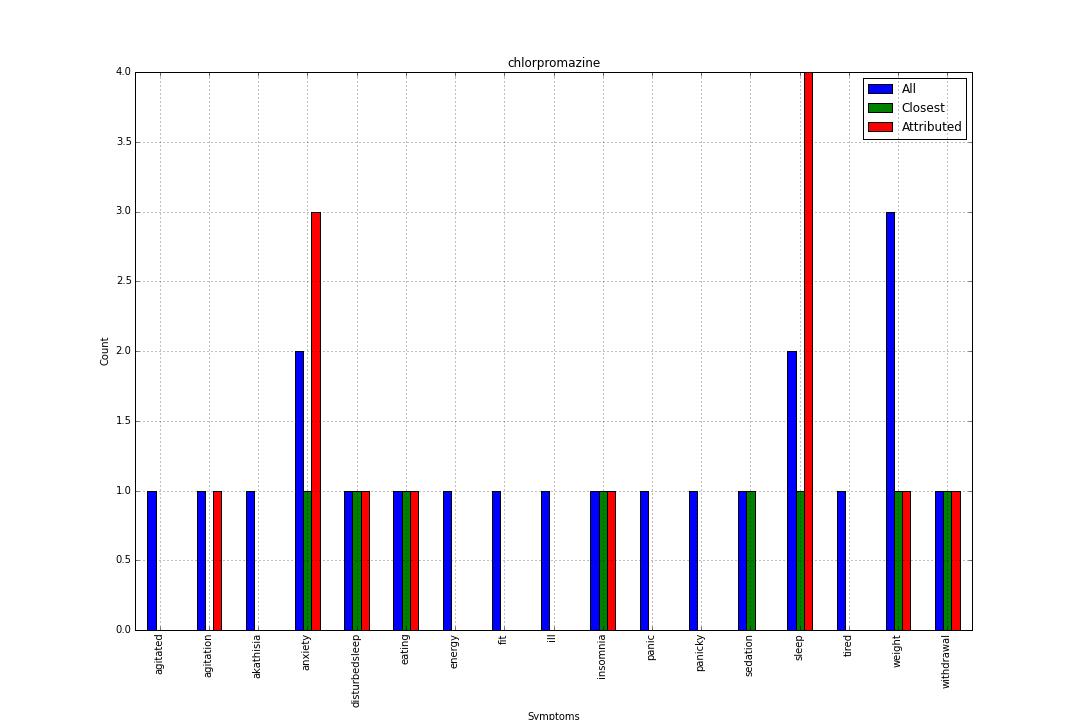 chlorpromazine
All
Closest
Attributed
4.0
3.5
3.0
2.5
2.0
1.5
1.0
0.5
0.0
Count
agitated
agitation
akathisia
anxiety
disturbedsleep
eating
energy
fit
ill
insomnia
panic
panicky
sedation
sleep
tired
weight
withdrawal
Symptoms